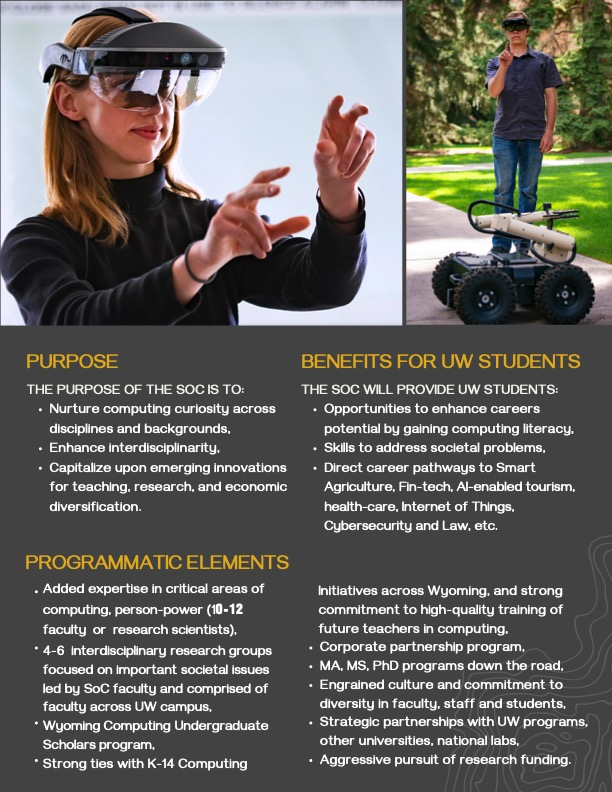 PURPOSE
THE PURPOSE OF THE SOC IS TO:
• Nurture computing curiosity across
disciplines and backgrounds,
• Enhance interdisciplinarity,
• Capitalize upon emerging innovations
for teaching, research, and economic
diversification.
BENEFITS FOR UW STUDENTS
THE SOC WILL PROVIDE UW STUDENTS:
• Opportunities to enhance careers
potential by gaining computing literacy,
• Skills to address societal problems,
• Direct career pathways to Smart
Agriculture, Fin-tech, AI-enabled tourism,
health-care, Internet of Things,
Cybersecurity and Law, etc.
PROGRAMMATIC ELEMENTS
• Added expertise in critical areas of
computing, person-power (10-12
faculty or research scientists),
• 4-6 interdisciplinary research groups
focused on important societal issues
led by SoC faculty and comprised of
faculty across UW campus,
• Wyoming Computing Undergraduate
Scholars program,
• Strong ties with K-14 Computing
Initiatives across Wyoming, and strong
commitment to high-quality training of
future teachers in computing,
• Corporate partnership program,
• MA, MS, PhD programs down the road,
• Engrained culture and commitment to
diversity in faculty, staff and students,
• Strategic partnerships with UW programs,
other universities, national labs,
• Aggressive pursuit of research funding.